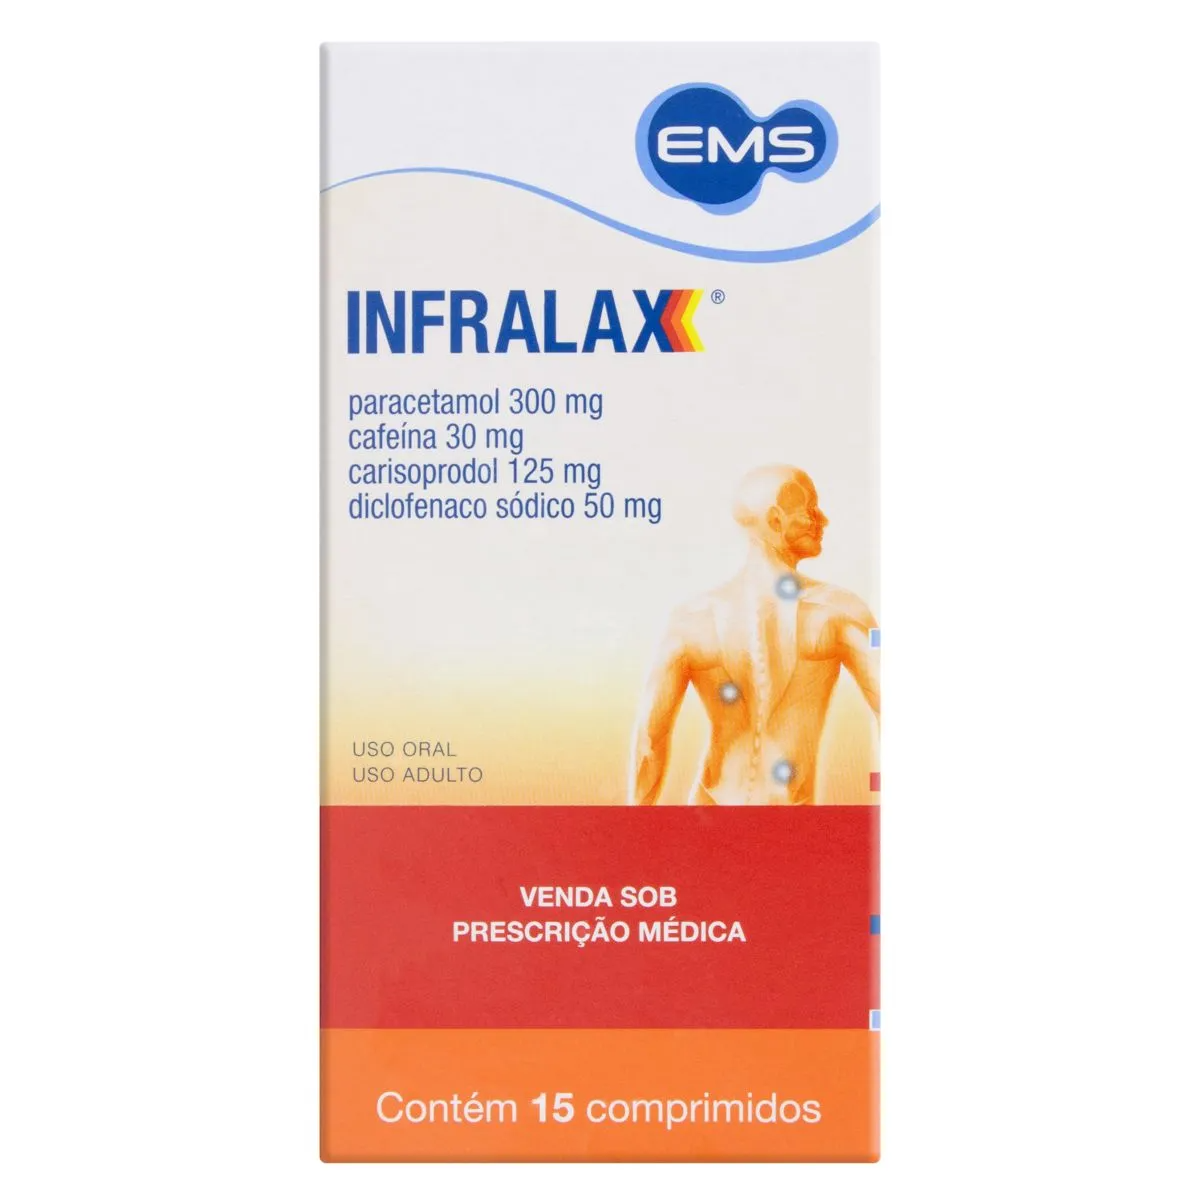 EMS
INFRALAX®
paracetamol 300 mg
cafeína 30 mg
carisoprodol 125 mg
diclofenaco sódico 50 mg
USO ORAL
USO ADULTO
VENDA SOB
PRESCRIÇÃO MÉDICA
Contém 15 comprimidos